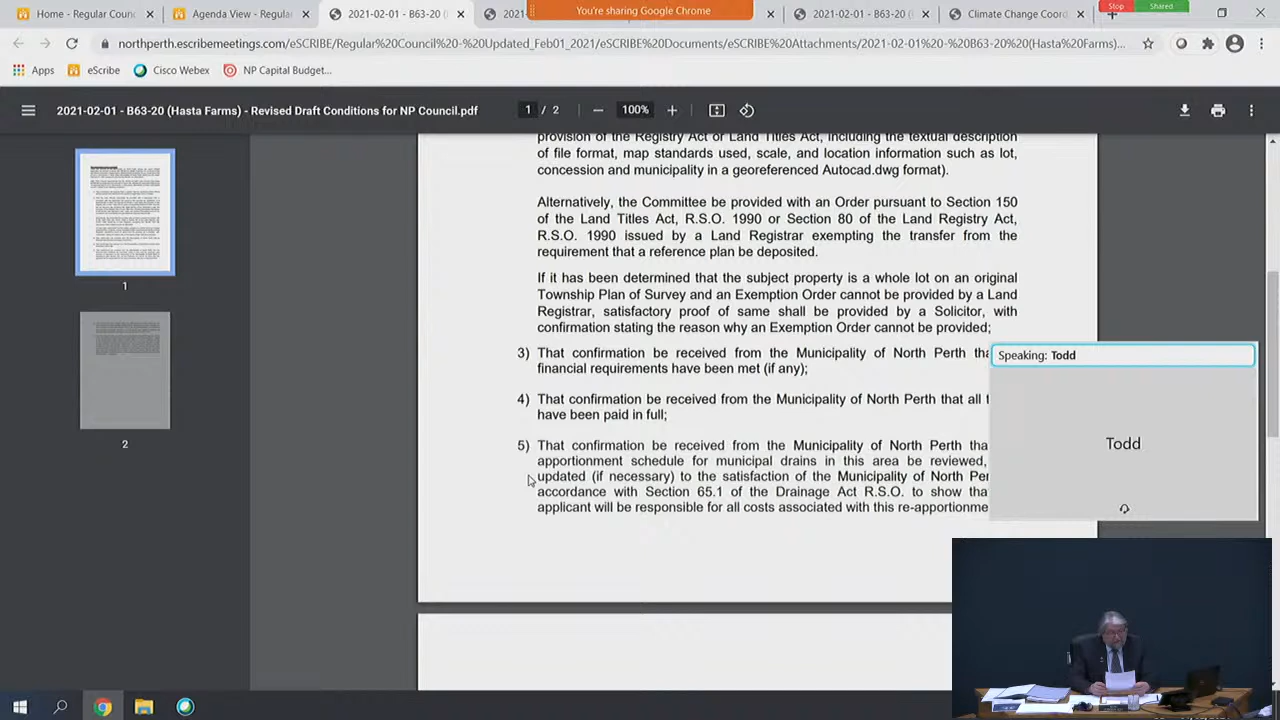 Home - Regular Counc
Agenda View - Regula
2021-02-01 - B63-20 (
2021
You're sharing Google Chrome
2021-02-01 - B63-20 (
Climate Change Coord
Stop
Shared
northperth.escribemeetings.com/eSCRIBE/Regular%20Council%20-%20Updated_Feb01_2021/eSCRIBE%20Documents/eSCRIBE%20Attachments/2021-02-01%20-%20B63-20%20(Hasta%20Farms)...
Apps
eScribe
Cisco Webex
NP Capital Budget...
2021-02-01 - B63-20 (Hasta Farms) - Revised Draft Conditions for NP Council.pdf
1 / 2
100%
provision of the Registry Act or Land Titles Act, including the textual description
of file format, map standards used, scale, and location information such as lot,
concession and municipality in a georeferenced Autocad.dwg format).
Alternatively, the Committee be provided with an Order pursuant to Section 150
of the Land Titles Act, R.S.O. 1990 or Section 80 of the Land Registry Act,
R.S.O. 1990 issued by a Land Registrar exempting the transfer from the
requirement that a reference plan be deposited.
If it has been determined that the subject property is a whole lot on an original
Township Plan of Survey and an Exemption Order cannot be provided by a Land
Registrar, satisfactory proof of same shall be provided by a Solicitor, with
confirmation stating the reason why an Exemption Order cannot be provided;
3) That confirmation be received from the Municipality of North Perth tha
financial requirements have been met (if any);
4) That confirmation be received from the Municipality of North Perth that all t
have been paid in full;
5) That confirmation be received from the Municipality of North Perth tha
apportionment schedule for municipal drains in this area be reviewed,
updated (if necessary) to the satisfaction of the Municipality of North Per
accordance with Section 65.1 of the Drainage Act R.S.O. to show tha
applicant will be responsible for all costs associated with this re-apportionme
1
2
Speaking: Todd
Todd